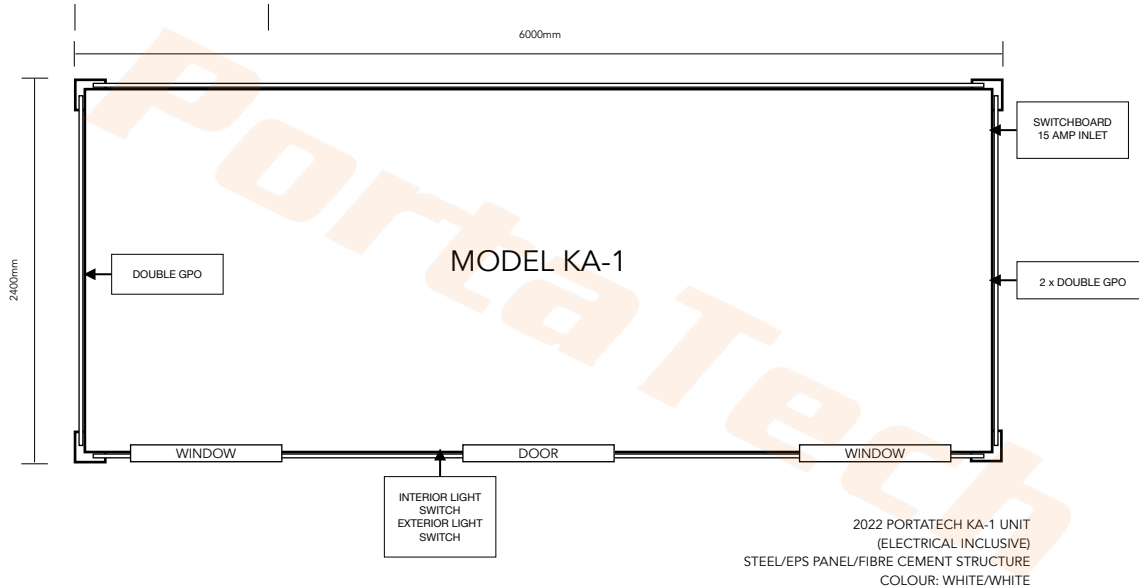 6000mm
SWITCHBOARD
15 AMP INLET
2400mm
MODEL KA-1
DOUBLE GPO
2 x DOUBLE GPO
WINDOW
DOOR
WINDOW
INTERIOR LIGHT
SWITCH
EXTERIOR LIGHT
SWITCH
PortaTech
2022 PORTATECH KA-1 UNIT
(ELECTRICAL INCLUSIVE)
STEEL/EPS PANEL/FIBRE CEMENT STRUCTURE
COLOUR: WHITE/WHITE